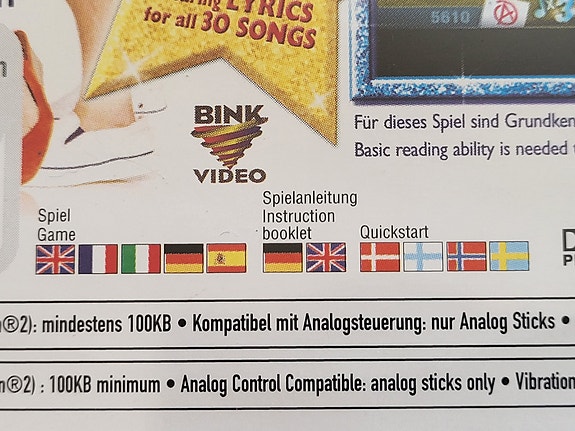 LYRICS
for all 30 SONGS
5610
BINK
VIDEO
Für dieses Spiel sind
Basic reading ability is needed
Spiel
Game
Spielanleitung
Instruction
booklet
Quickstart
®2): mindestens 100KB • Kompatibel mit Analogsteuerung: nur Analog Sticks •
®2) : 100KB minimum • Analog Control Compatible: analog sticks only • Vibration